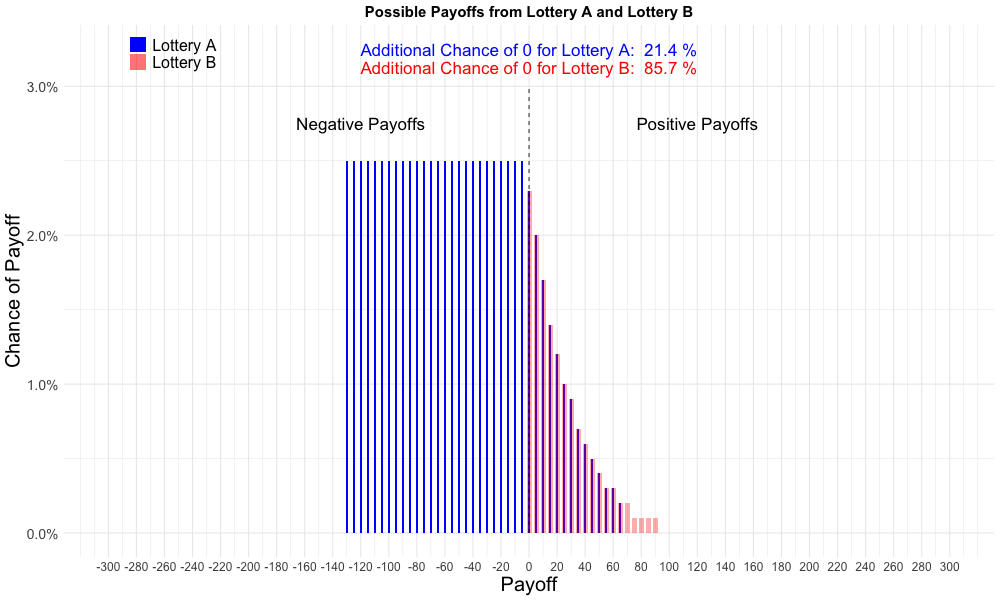 Possible Payoffs from Lottery A and Lottery B
Lottery A
Lottery B
Additional Chance of 0 for Lottery A: 21.4 %
Additional Chance of 0 for Lottery B: 85.7 %
Negative Payoffs
Positive Payoffs
Chance of Payoff
3.0%
2.0%
1.0%
0.0%
-300 -280 -260 -240 -220 -200 -180 -160 -140 -120 -100 -80 -60 -40 -20 0 20 40 60 80 100 120 140 160 180 200 220 240 260 280 300
Payoff